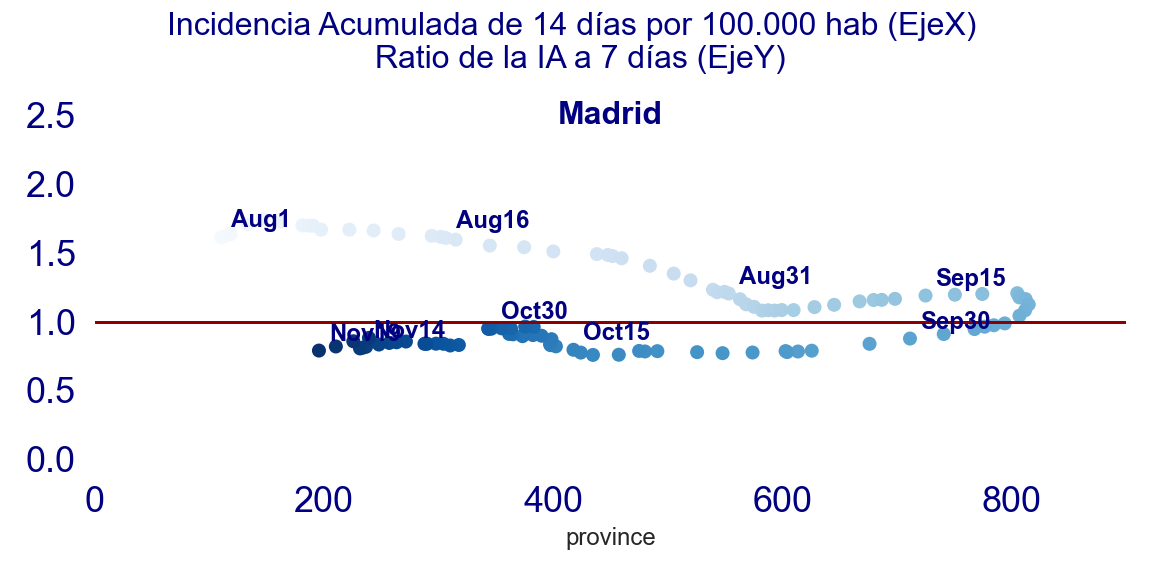 Incidencia Acumulada de 14 días por 100.000 hab (EjeX)
Ratio de la IA a 7 días (EjeY)
Madrid
2.5
2.0
1.5
1.0
0.5
0.0
Aug1
Aug16
Aug31
Sep15
Sep30
Oct30
Oct15
Nov14
0
200
400
600
800
province